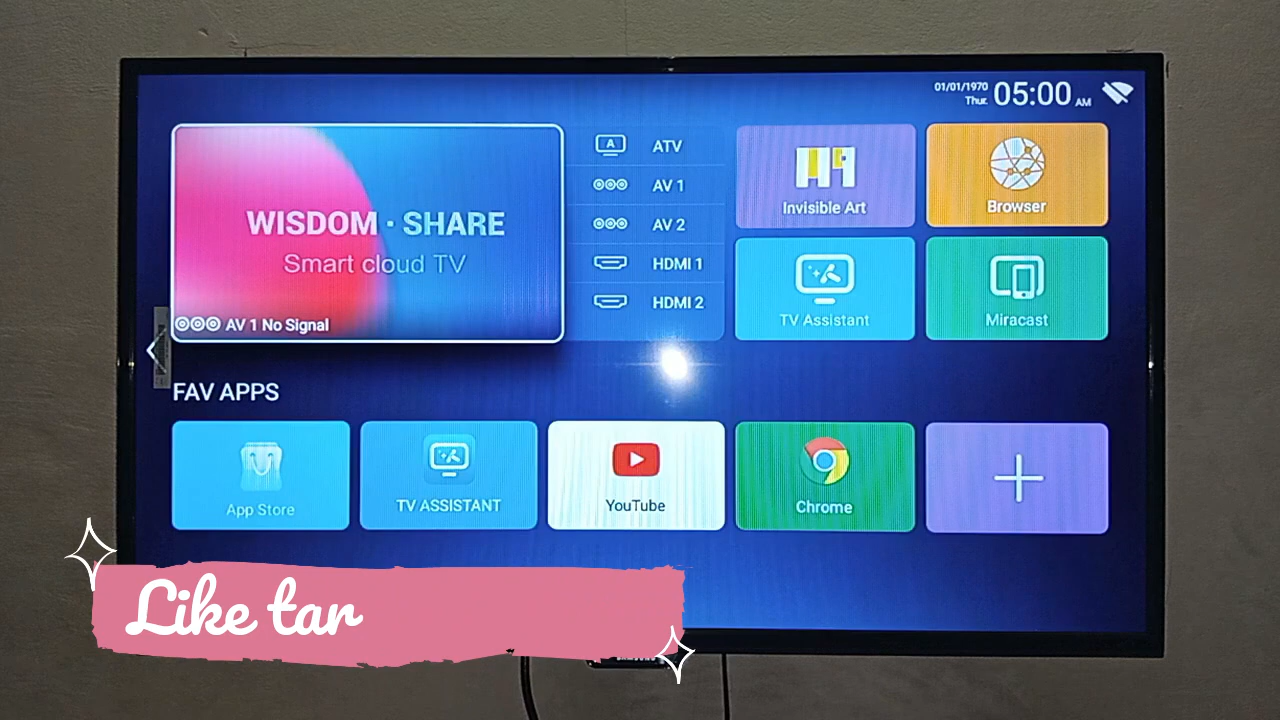 01/01/1970
Thur.
05:00 AM
WISDOM · SHARE
Smart cloud TV
AV 1 No Signal
ATV
AV 1
AV 2
HDMI 1
HDMI 2
Invisible Art
Browser
TV Assistant
Miracast
FAV APPS
App Store
TV ASSISTANT
YouTube
Chrome
Like tar